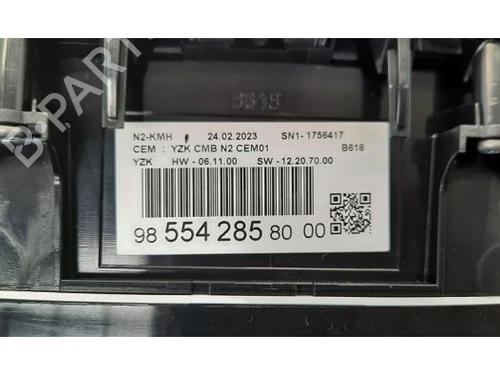 B-PARTS
B618
N2-KMH 24.02.2023 SN1- 1756417
CEM : YZK CMB N2 CEM01 B618
YZK HW - 06.11.00 SW - 12.20.70.00
98 554 285 80 00